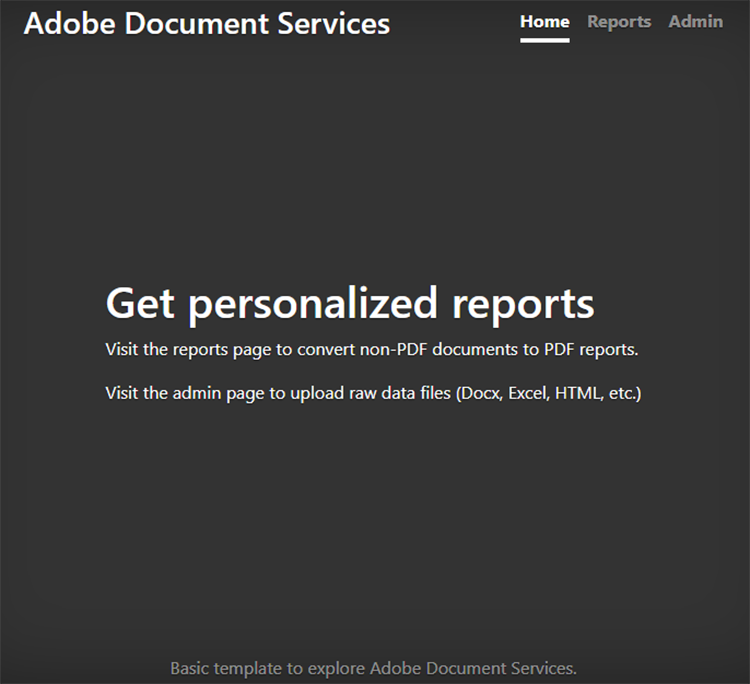 Adobe Document Services
Home Reports Admin
Get personalized reports
Visit the reports page to convert non-PDF documents to PDF reports.
Visit the admin page to upload raw data files (Docx, Excel, HTML, etc.)
Basic template to explore Adobe Document Services.